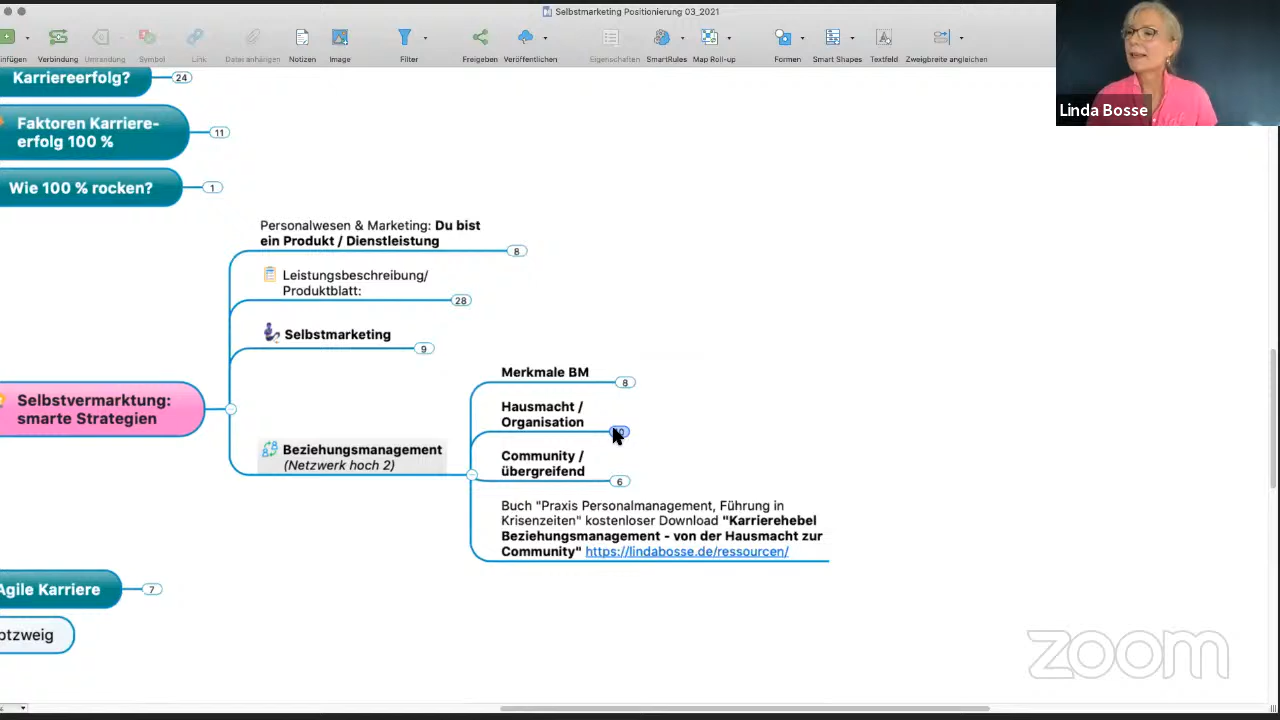 Selbstmarketing Positionierung 03_2021
infügen
Verbindung
Umrandung
Symbol
Link
Datei anhängen
Notizen
Image
Filter
Freigeben
Veröffentlichen
Eigenschaften
SmartRules
Map Roll-up
Formen
Smart Shapes
Textfeld
Zweigbreite angleichen
Linda Bosse
Karriereerfolg?
24
Faktoren Karriere-
erfolg 100 %
11
Wie 100 % rocken?
1
Personalwesen & Marketing: Du bist
ein Produkt / Dienstleistung
8
Leistungsbeschreibung/
Produktblatt:
28
Selbstmarketing
9
Selbstvermarktung:
smarte Strategien
Beziehungsmanagement
(Netzwerk hoch 2)
Merkmale BM
8
Hausmacht /
Organisation
Community /
übergreifend
6
Buch "Praxis Personalmanagement, Führung in
Krisenzeiten" kostenloser Download "Karrierehebel
Beziehungsmanagement - von der Hausmacht zur
Community" https://lindabosse.de/ressourcen/
Agile Karriere
7
ptzweig
zoom